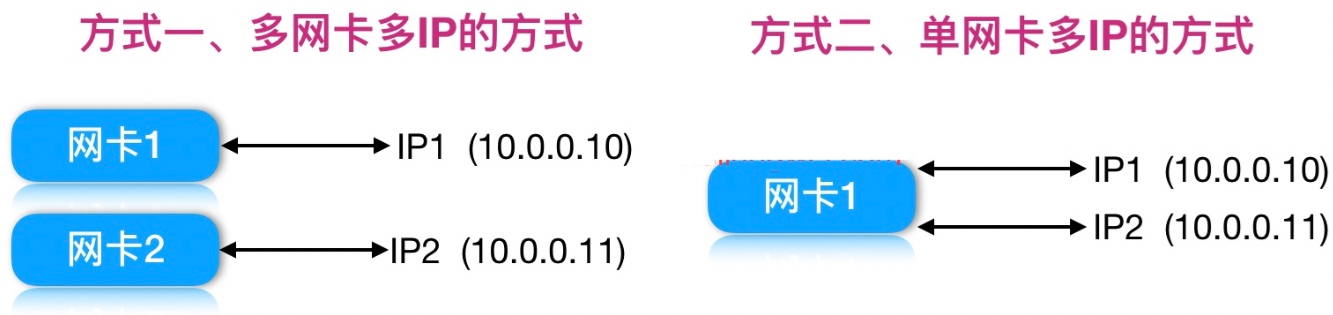 方式一、多网卡多IP的方式
网卡1
IP1 (10.0.0.10)
网卡2
IP2 (10.0.0.11)
方式二、单网卡多IP的方式
网卡1
IP1 (10.0.0.10)
IP2 (10.0.0.11)